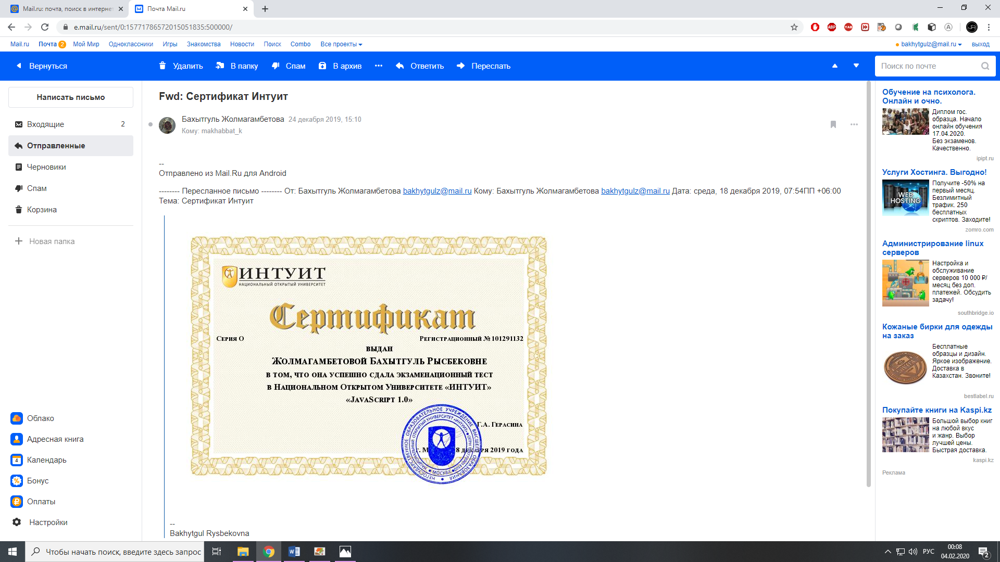 Mail.ru: почта, поиск в интернет
Почта Mail.ru
e.mail.ru/sent/0:15771786572015051835:500000/
Mail.ru Почта 2 Мой Мир Одноклассники Игры Знакомства Новости Поиск Combo Все проекты
bakhytgulz@mail.ru выход
Вернуться
Удалить В папку Спам В архив Ответить Переслать
Поиск по почте
Написать письмо
Входящие 2
Отправленные
Черновики
Спам
Корзина
Новая папка
Облако
Адресная книга
4
Календарь
Бонус
Оплаты
Настройки
Fwd: Сертификат Интуит
Бахытгуль Жолмагамбетова 24 декабря 2019, 15:10
Кому: makhabbat_k
--
Отправлено из Mail.Ru для Android
-------- Пересланное письмо -------- От: Бахытгуль Жолмагамбетова bakhytgulz@mail.ru Кому: Бахытгуль Жолмагамбетова bakhytgulz@mail.ru Дата: среда, 18 декабря 2019, 07:54ПП +06:00
Тема: Сертификат Интуит
ИНТУИТ
НАЦИОНАЛЬНЫЙ ОТКРЫТЫЙ УНИВЕРСИТЕТ
Сертификат
Серия О Регистрационный № 101291132
выдан
Жолмагамбетовой Бахытгуль Рысбековне
в том, что она успешно сдала экзаменационный тест
в Национальном Открытом Университете «ИНТУИТ»
«JavaScript 1.0»
Г.А. Герасина
2019 года
НЕГОСУДАРСТВЕННОЕ ОБРАЗОВАТЕЛЬНОЕ УЧРЕЖДЕНИЕ ВЫСШЕГО ОБРАЗОВАНИЯ
НАЦИОНАЛЬНЫЙ ОТКРЫТЫЙ УНИВЕРСИТЕТ «ИНТУИТ»
МОСКВА
--
Bakhytgul Rysbekovna
Обучение на психолога.
Онлайн и очно.
Диплом гос.
образца. Начало
онлайн обучения
17.04.2020.
Без экзаменов.
Качественно.
ipipt.ru
Услуги Хостинга. Выгодно!
WEB
HOSTING
Получите -50% на
первый месяц.
Безлимитный
трафик. 250
бесплатных
скриптов. Заходите!
zomro.com
Администрирование linux
серверов
Настройка и
обслуживание
серверов 10 000 ₽/
месяц без доп.
платежей. Обсудить
задачу!
southbridge.io
Кожаные бирки для одежды
на заказ
Бесплатные
образцы и дизайн.
Яркое изображение.
Доставка в
Казахстан. Звоните!
bestlabel.ru
Покупайте книги на Kaspi.kz
Большой выбор книг
на любой вкус
и жанр. Выбор
лучшей цены.
Быстрая доставка.
kaspi.kz
Реклама
Чтобы начать поиск, введите здесь запрос
РУС
00:08
04.02.2020
2